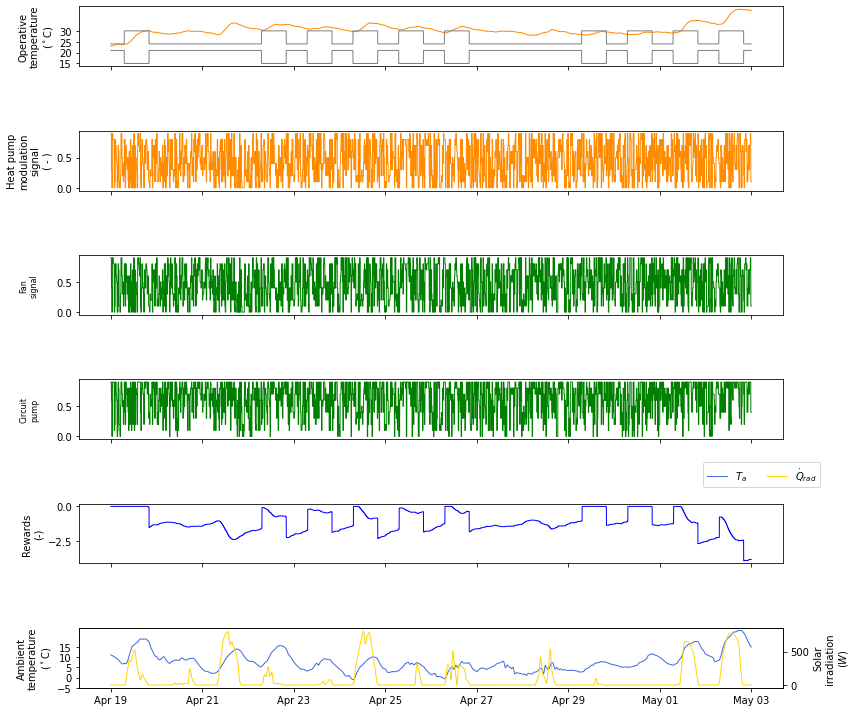 Operative
temperature
(°C)
30
25
20
15
Heat pump
modulation
signal
( - )
0.5
0.0
Fan
signal
0.5
0.0
Circuit
pump
0.5
0.0
T_a Q̇_rad
Rewards
(-)
0.0
−2.5
Ambient
temperature
(°C)
15
10
5
0
−5
500
0
Solar
irradiation
(W)
Apr 19 Apr 21 Apr 23 Apr 25 Apr 27 Apr 29 May 01 May 03